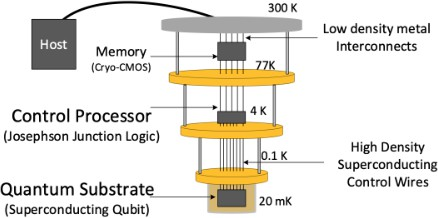 300 K
Host
Low density metal
Interconnects
Memory
(Cryo-CMOS)
77K
Control Processor
(Josephson Junction Logic)
4 K
High Density
Superconducting
Control Wires
0.1 K
Quantum Substrate
(Superconducting Qubit)
20 mK